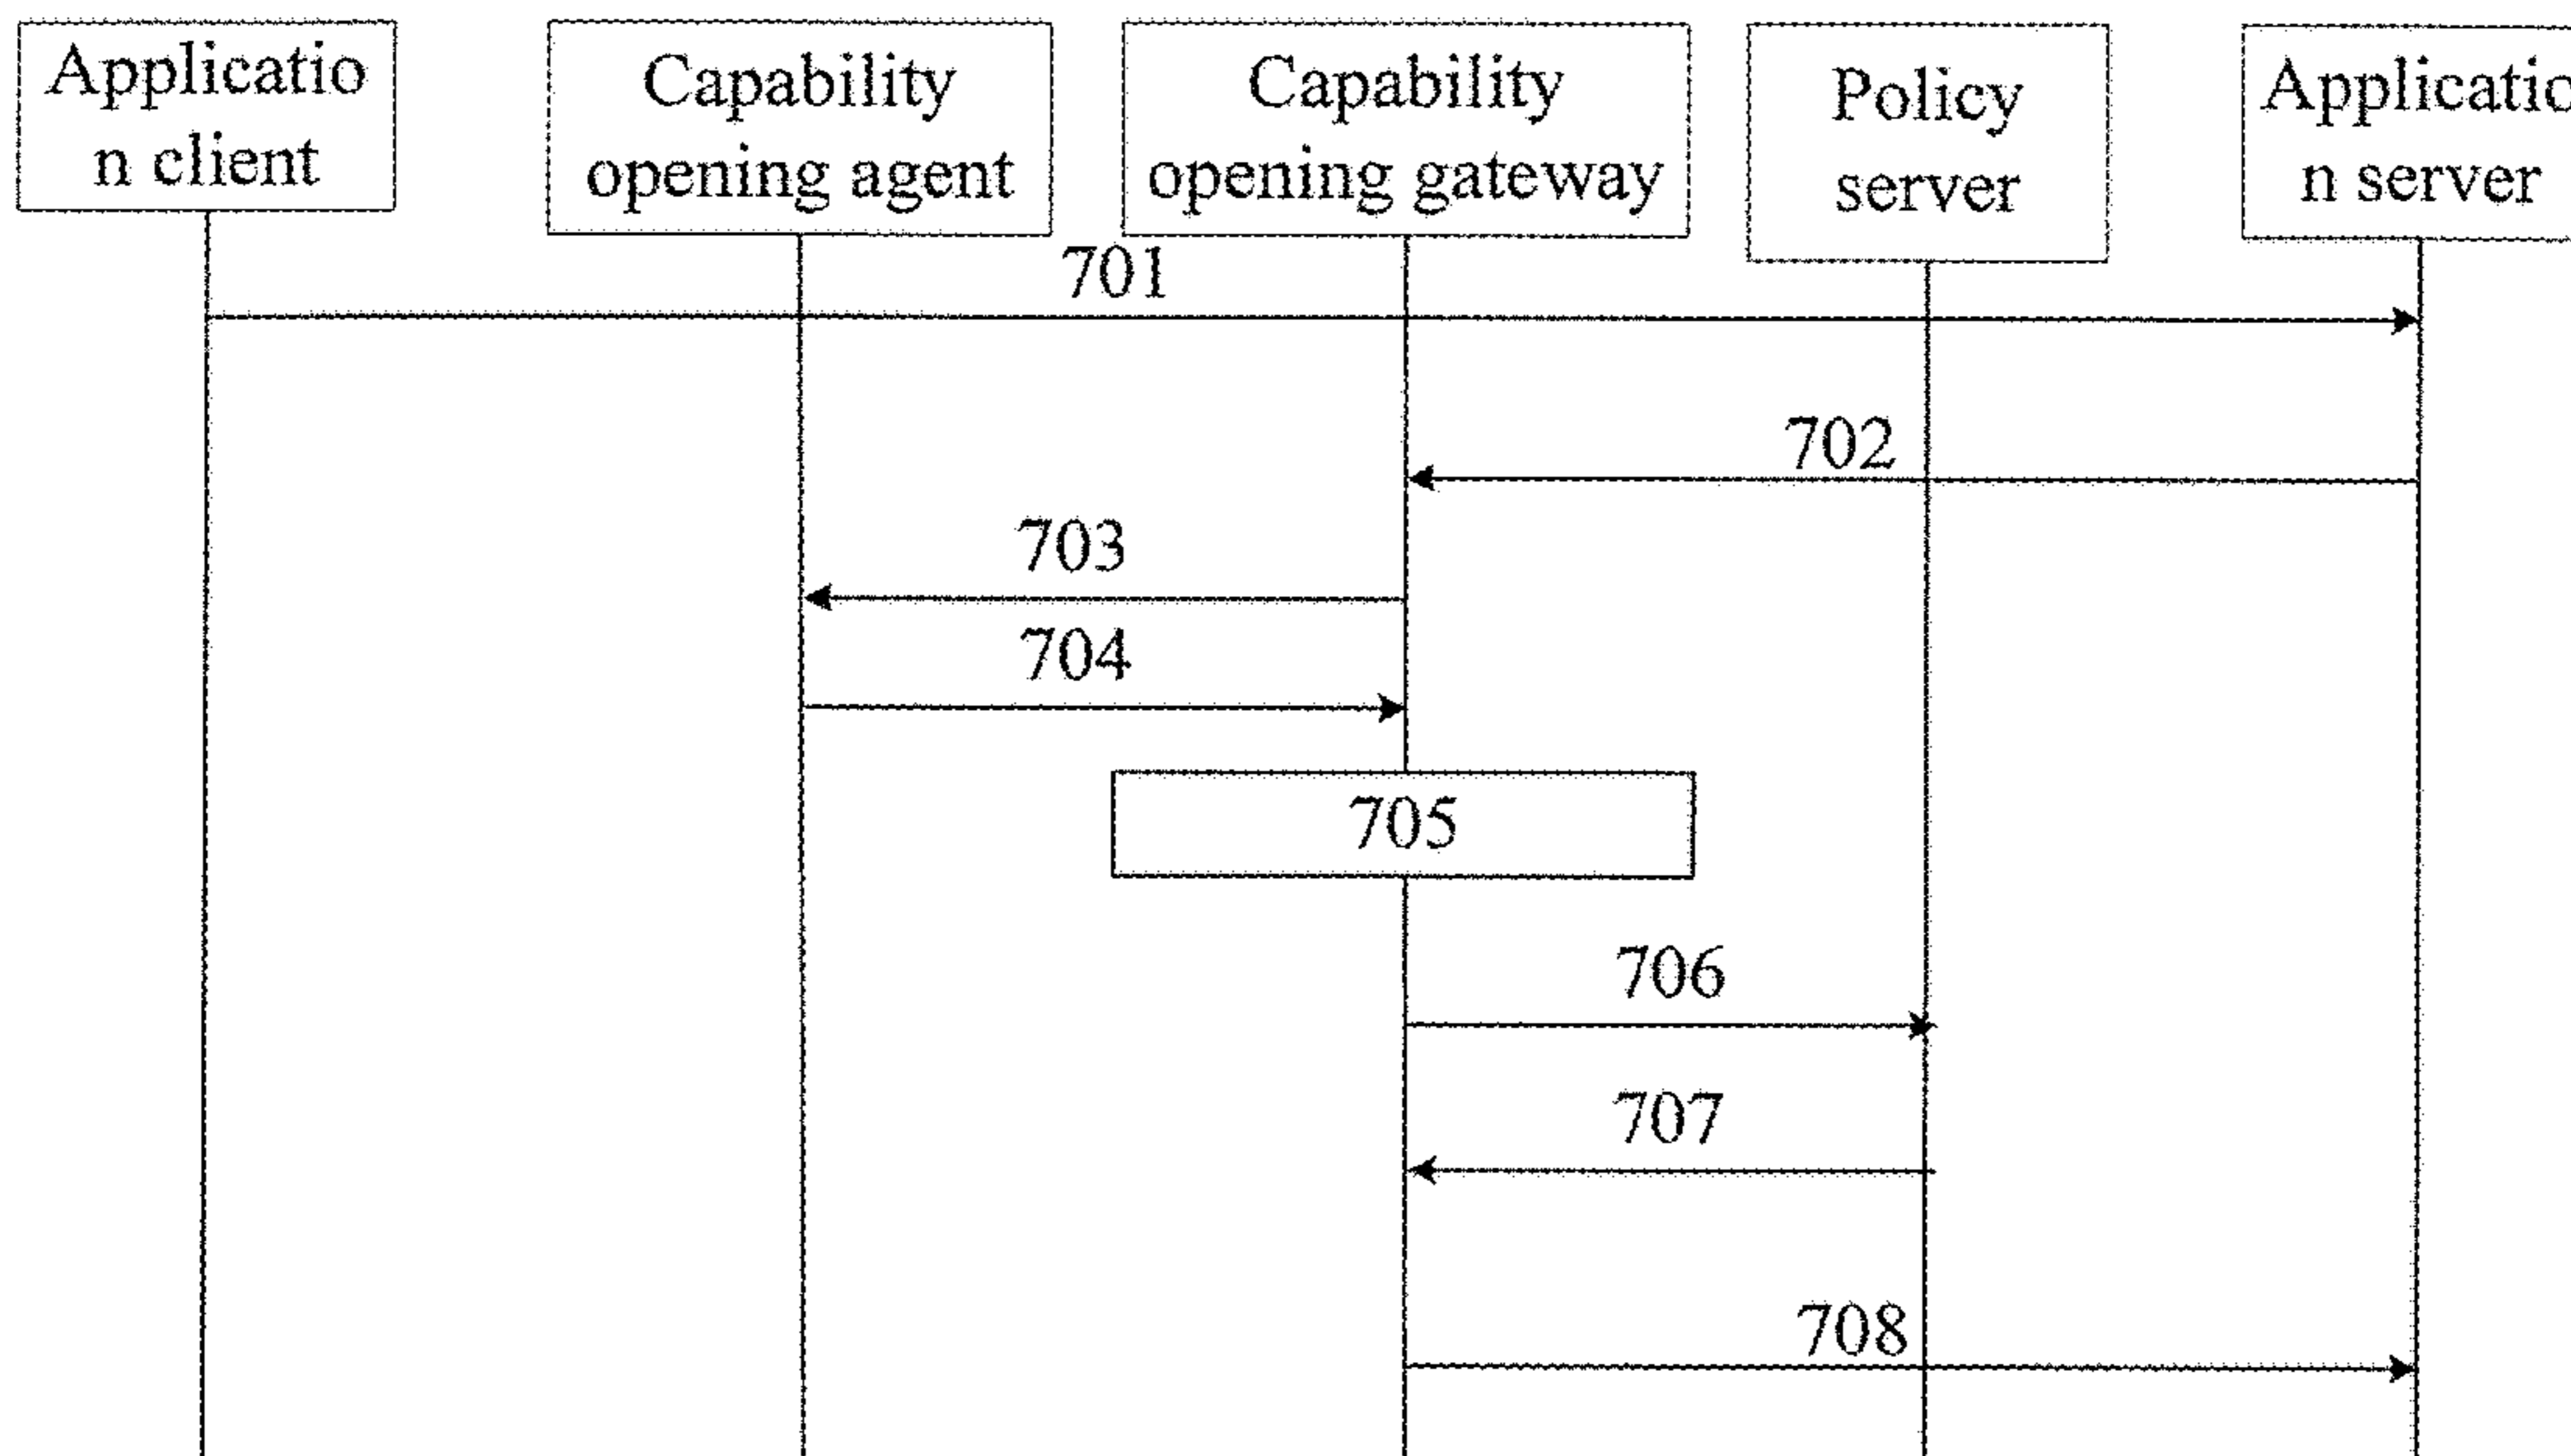 Applicatio
n client
Capability
opening agent
Capability
opening gateway
Policy
server
Applicatio
n server
701
702
703
704
705
706
707
708